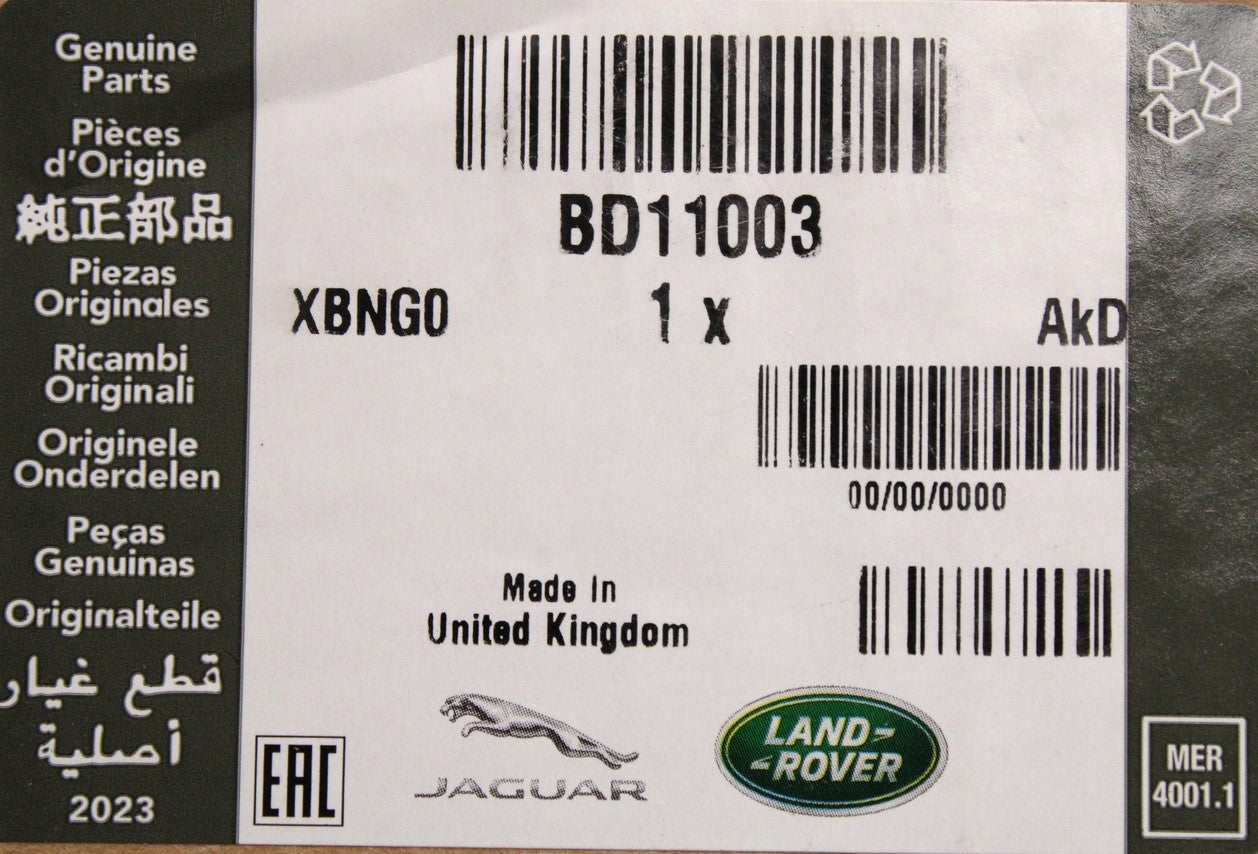 Genuine
Parts
Pièces
d'Origine
純正部品
Piezas
Originales
Ricambi
Originali
Originele
Onderdelen
Peças
Genuinas
Originalteile
قطع غيار
أصلية
2023
BD11003
XBNG0 1 x AkD
00/00/0000
Made In
United Kingdom
EAC
JAGUAR
LAND-
-ROVER
MER
4001.1